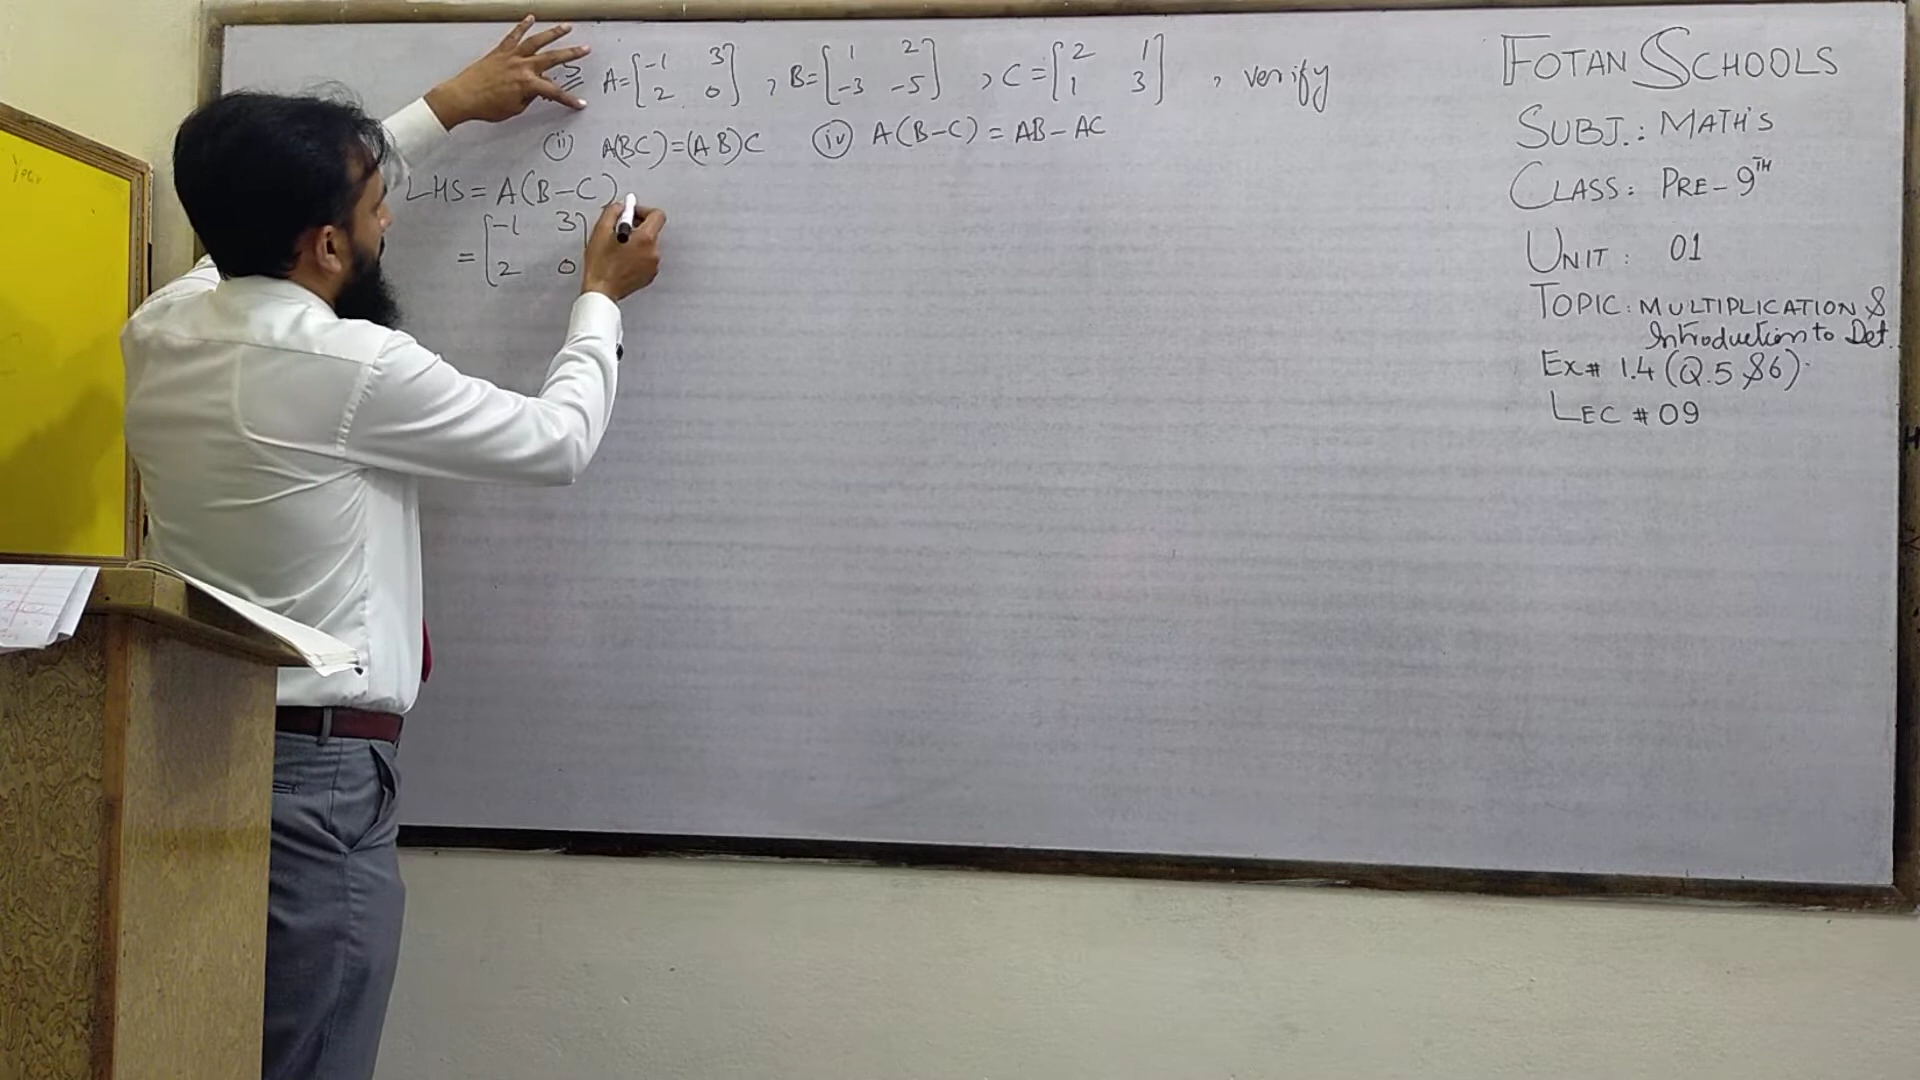 .5 A=[-1 3 , B=[1 2] , C=[2 1] , verify
2 0] -3 -5 1 3
(ii) A(BC)=(AB)C (iv) A(B-C) = AB-AC
LHS = A(B-C)
= [-1 3]
2 0
FOTAN SCHOOLS
SUBJ.: MATH'S
CLASS: PRE-9TH
UNIT: 01
TOPIC: MULTIPLICATION &
Introduction to Det.
Ex# 1.4 (Q.5 &6).
LEC # 09
Year